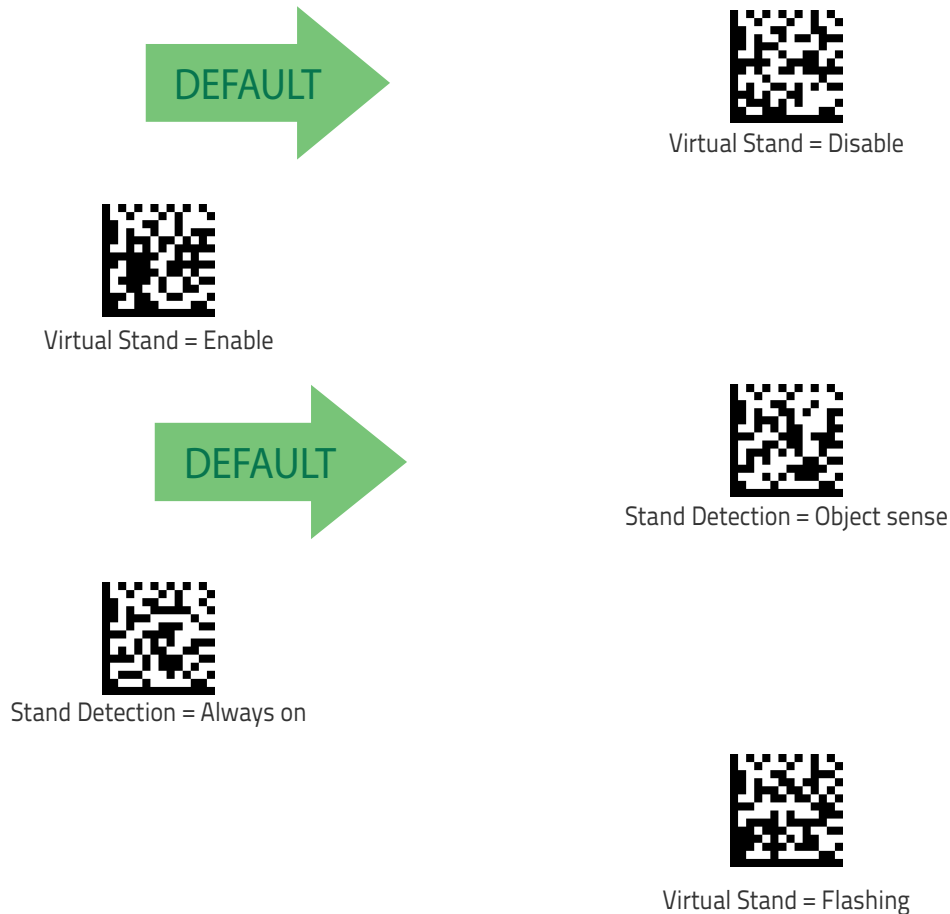 DEFAULT
Virtual Stand = Disable
Virtual Stand = Enable
DEFAULT
Stand Detection = Object sense
Stand Detection = Always on
Virtual Stand = Flashing